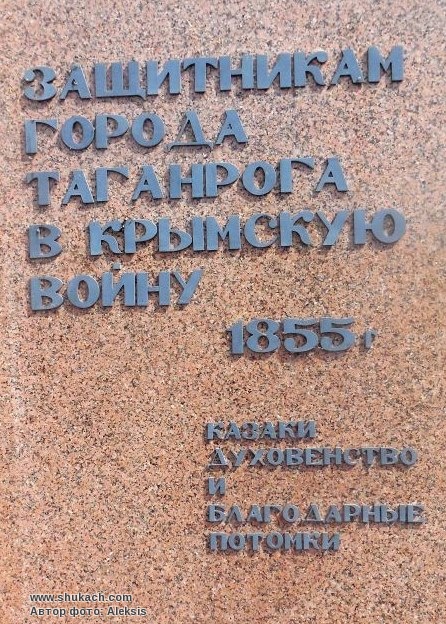 ЗАЩИТНИКАМ
ГОРОДА
ТАГАНРОГА
В КРЫМСКУЮ
ВОЙНУ
1855 г
КАЗАКИ
ДУХОВЕНСТВО
И
БЛАГОДАРНЫЕ
ПОТОМКИ
www.shukach.com
Автор фото: Aleksis